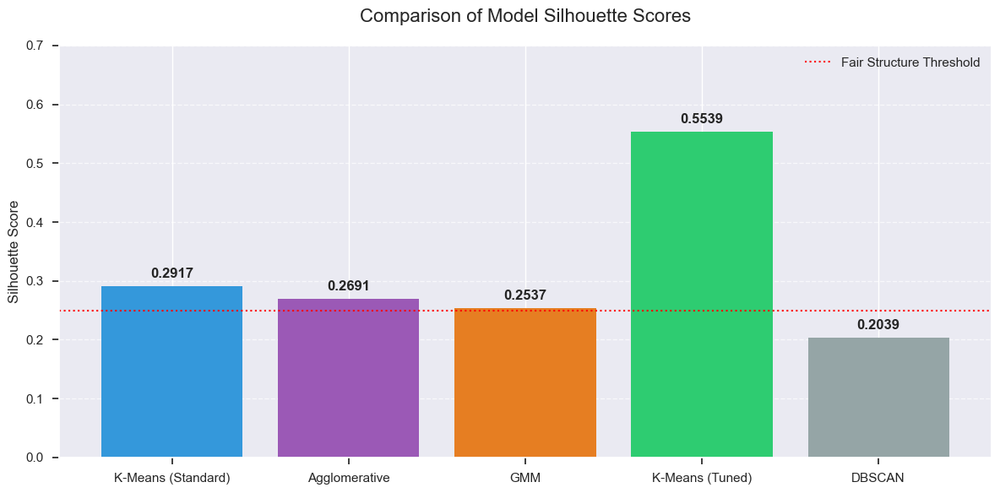 Comparison of Model Silhouette Scores
Fair Structure Threshold
Silhouette Score
0.7
0.6
0.5
0.4
0.3
0.2
0.1
0.0
0.2917
0.2691
0.2537
0.5539
0.2039
K-Means (Standard)
Agglomerative
GMM
K-Means (Tuned)
DBSCAN